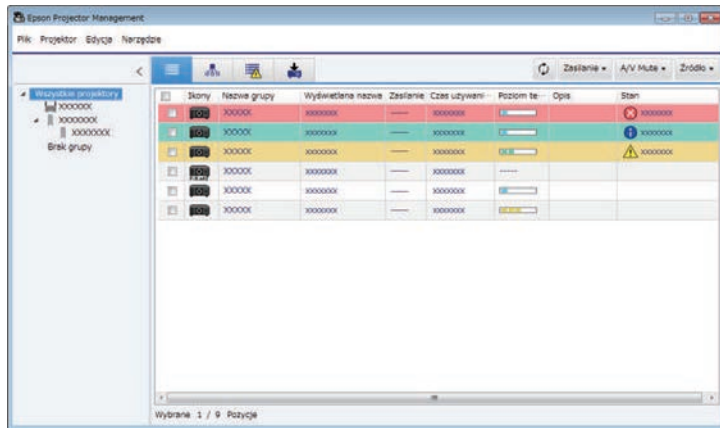 Epson Projector Management
Plik Projektor Edycja Narzędzie
Zasilanie A/V Mute Źródło
Wszystkie projektory
XXXXXX
XXXXXXX
XXXXXXX
Brak grupy
Ikony Nazwa grupy Wyświetlana nazwa Zasilanie Czas używani... Poziom te... Opis Stan
XXXXX XXXXXXX ----- XXXXXXX XXXXXXX
XXXXX XXXXXXX ----- XXXXXXX XXXXXXX
XXXXX XXXXXXX ----- XXXXXXX XXXXXXX
XXXXX XXXXXXX ----- XXXXXXX -----
XXXXX XXXXXXX ----- XXXXXXX
XXXXX XXXXXXX ----- XXXXXXX
Wybrane 1 / 9 Pozycje